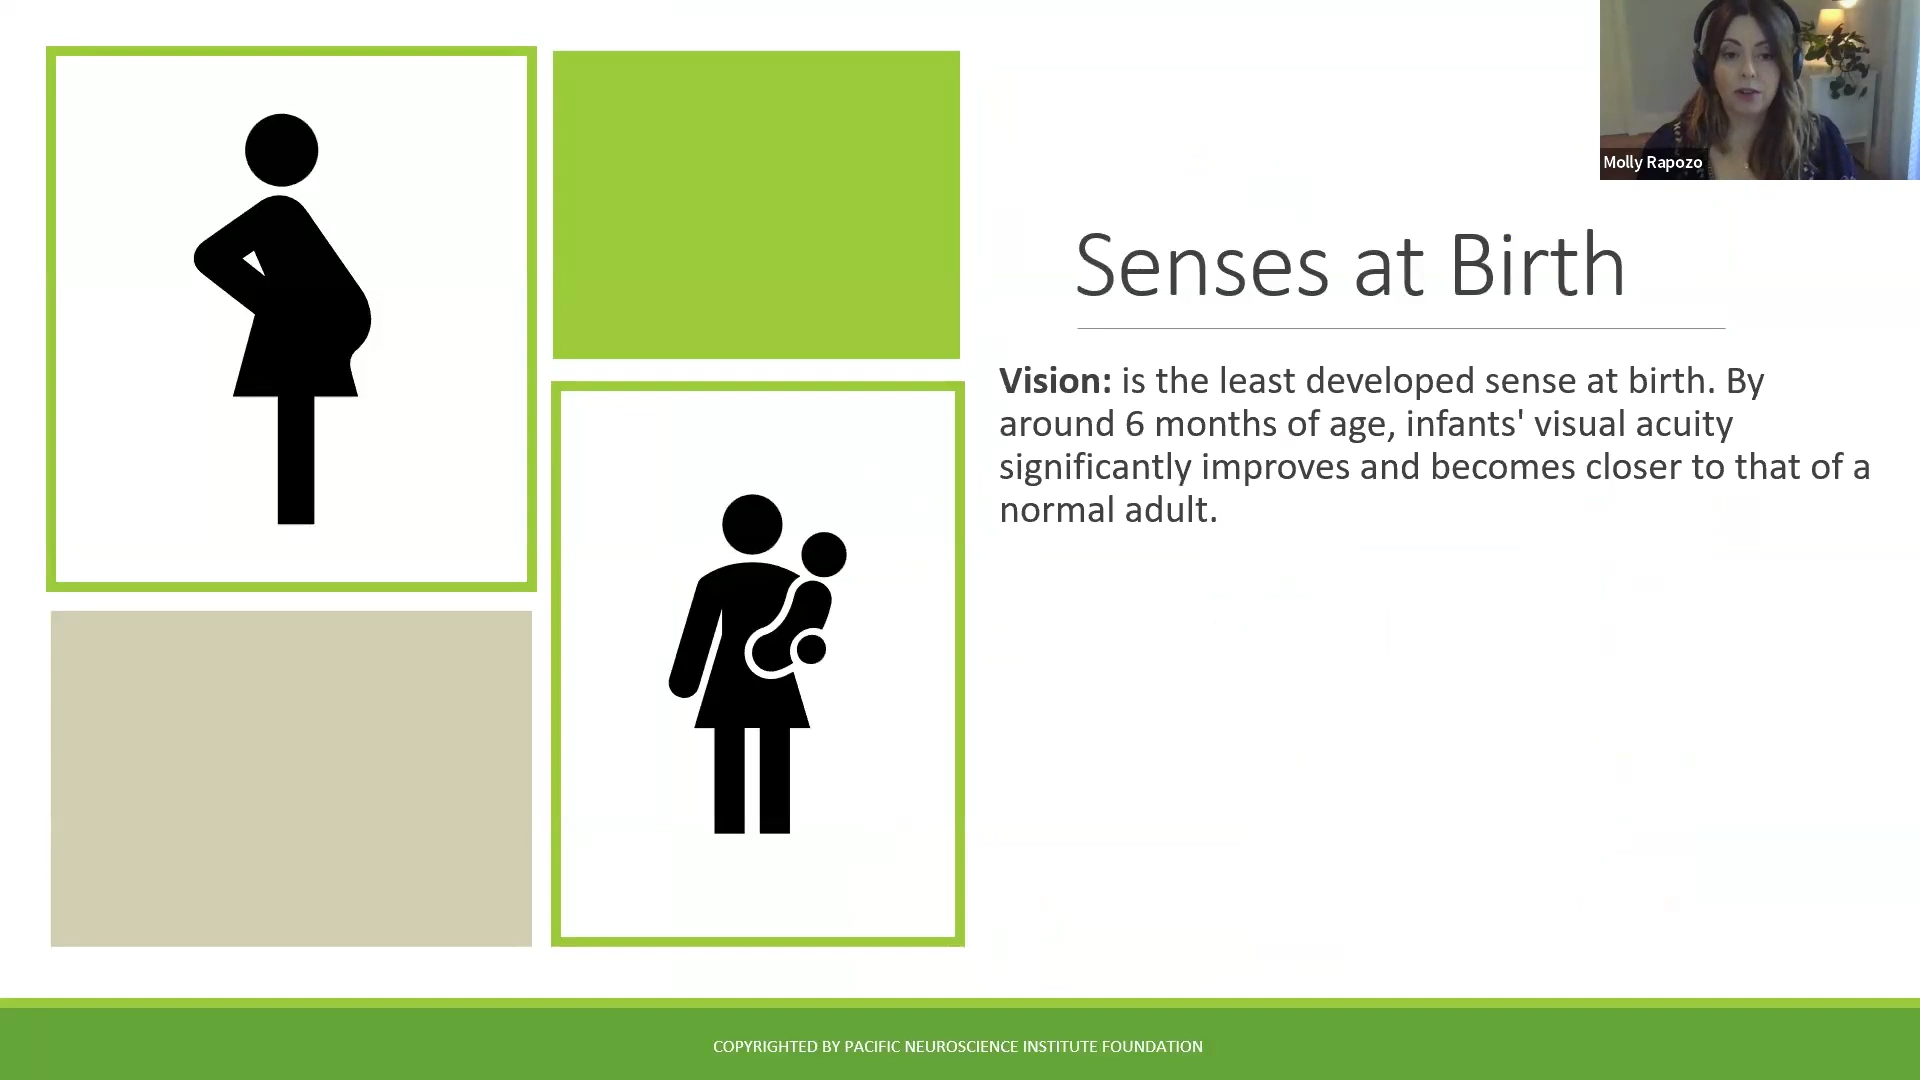 Molly Rapozo
Senses at Birth
Vision: is the least developed sense at birth. By
around 6 months of age, infants' visual acuity
significantly improves and becomes closer to that of a
normal adult.
COPYRIGHTED BY PACIFIC NEUROSCIENCE INSTITUTE FOUNDATION